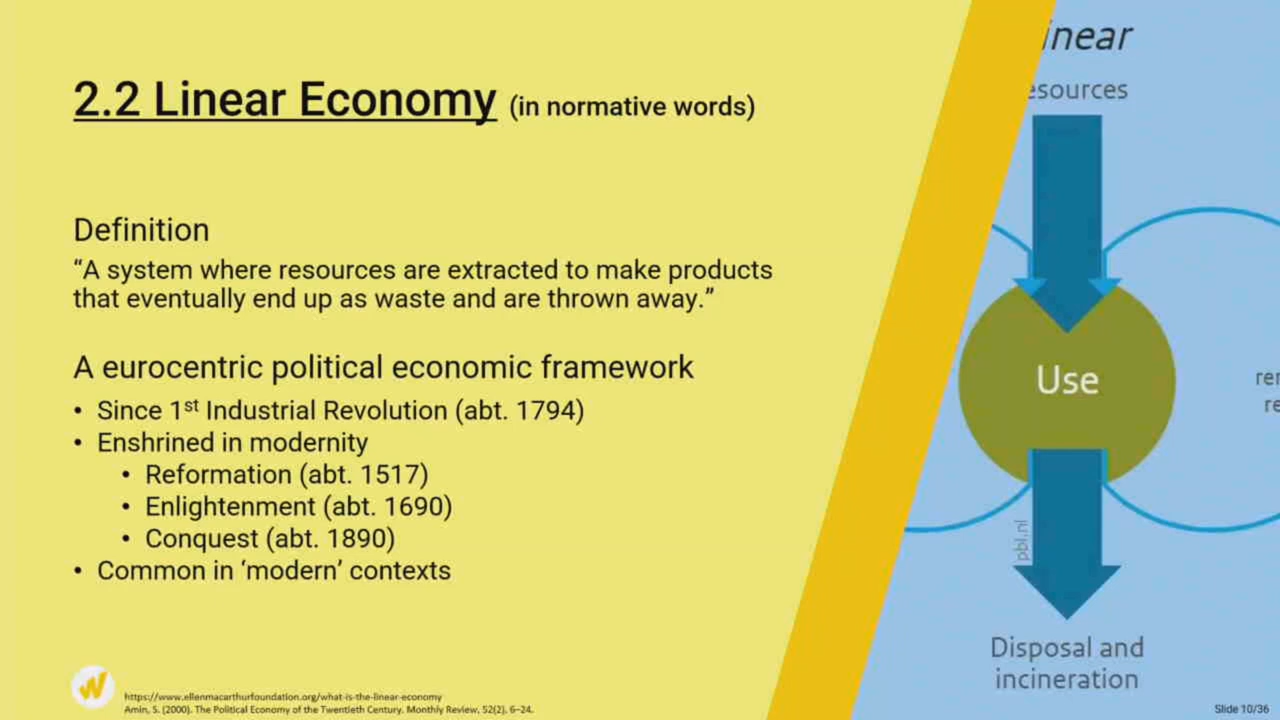 2.2 Linear Economy (in normative words)
Definition
“A system where resources are extracted to make products
that eventually end up as waste and are thrown away.”
A eurocentric political economic framework
• Since 1st Industrial Revolution (abt. 1794)
• Enshrined in modernity
• Reformation (abt. 1517)
• Enlightenment (abt. 1690)
• Conquest (abt. 1890)
• Common in ‘modern’ contexts
https://www.ellenmacarthurfoundation.org/what-is-the-linear-economy
Amin, S. (2000). The Political Economy of the Twentieth Century. Monthly Review, 52(2), 6–24.
inear
esources
Use
pbl.nl
Disposal and
incineration
Slide 10/36